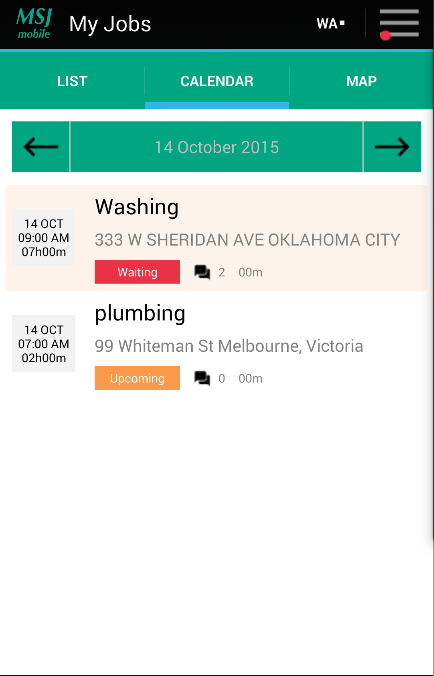 MSJ
mobile
My Jobs
WA
LIST
CALENDAR
MAP
14 October 2015
14 OCT
09:00 AM
07h00m
Washing
333 W SHERIDAN AVE OKLAHOMA CITY
Waiting
2
00m
14 OCT
07:00 AM
02h00m
plumbing
99 Whiteman St Melbourne, Victoria
Upcoming
0
00m